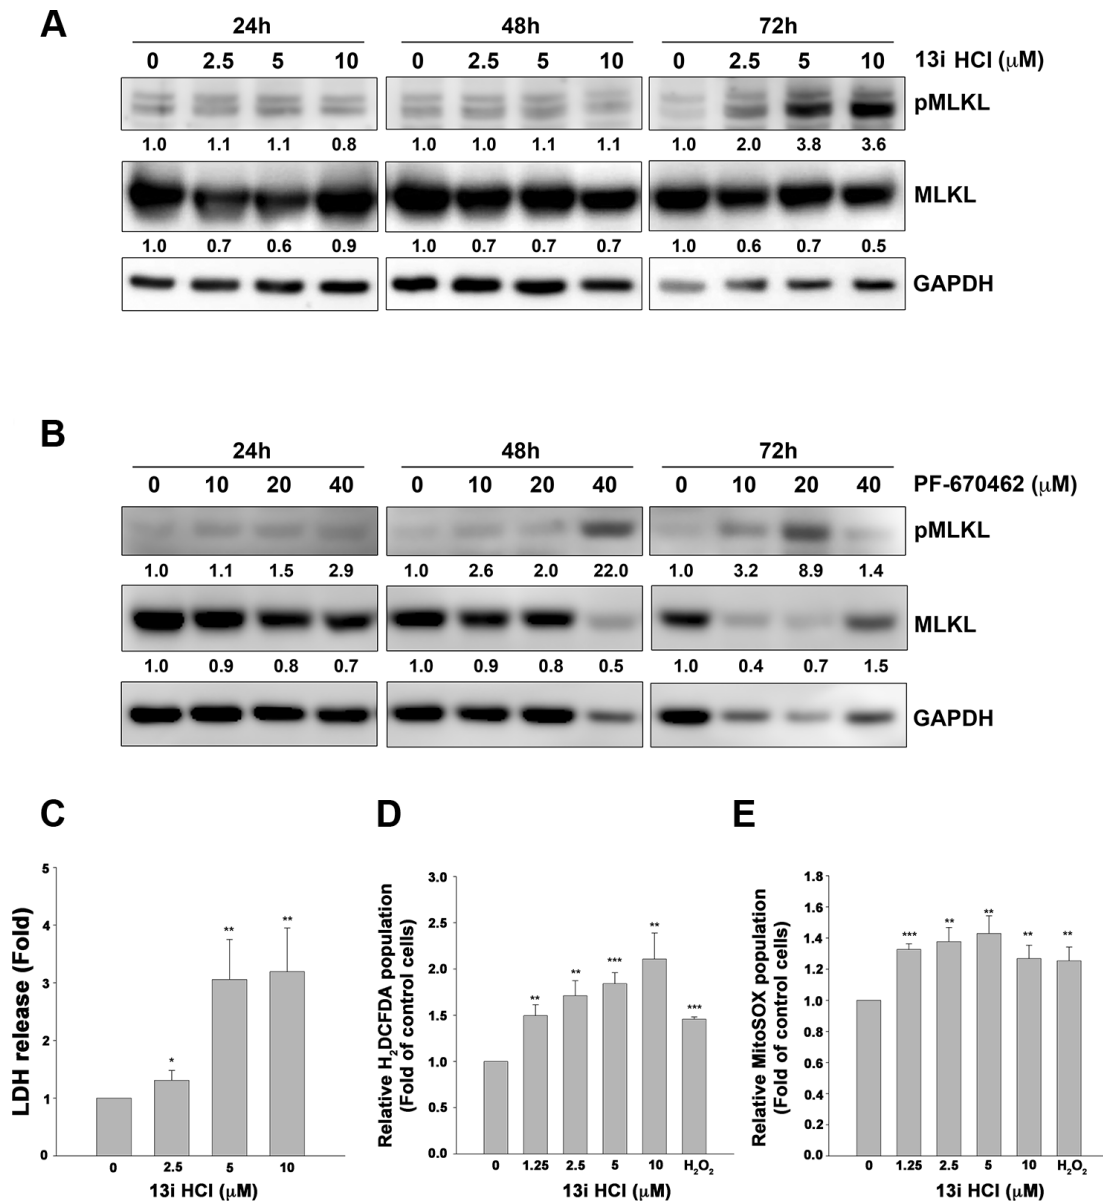 A
24h 48h 72h
0 2.5 5 10 0 2.5 5 10 0 2.5 5 10 13i HCl (μM)
pMLKL
1.0 1.1 1.1 0.8 1.0 1.0 1.1 1.1 1.0 2.0 3.8 3.6
MLKL
1.0 0.7 0.6 0.9 1.0 0.7 0.7 0.7 1.0 0.6 0.7 0.5
GAPDH
B
24h 48h 72h
0 10 20 40 0 10 20 40 0 10 20 40 PF-670462 (μM)
pMLKL
1.0 1.1 1.5 2.9 1.0 2.6 2.0 22.0 1.0 3.2 8.9 1.4
MLKL
1.0 0.9 0.8 0.7 1.0 0.9 0.8 0.5 1.0 0.4 0.7 1.5
GAPDH
C
LDH release (Fold)
5
4
3
2
1
0
* ** **
0 2.5 5 10
13i HCl (μM)
D
Relative H₂DCFDA population
(Fold of control cells)
3.0
2.5
2.0
1.5
1.0
0.5
0.0
** ** *** ** ***
0 1.25 2.5 5 10 H₂O₂
13i HCl (μM)
E
Relative MitoSOX population
(Fold of control cells)
1.8
1.6
1.4
1.2
1.0
0.8
0.6
0.4
0.2
0.0
*** ** ** ** **
0 1.25 2.5 5 10 H₂O₂
13i HCl (μM)